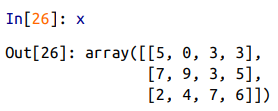 In[26]: x
Out[26]: array([[5, 0, 3, 3],
[7, 9, 3, 5],
[2, 4, 7, 6]])